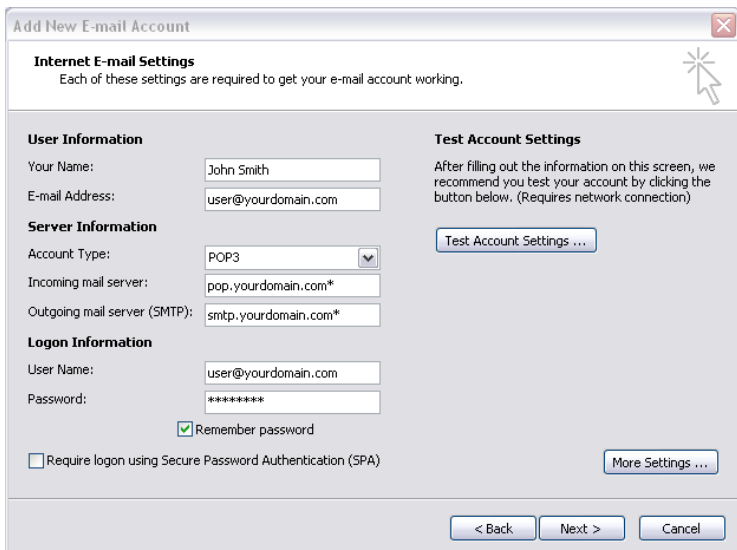 Add New E-mail Account
Internet E-mail Settings
Each of these settings are required to get your e-mail account working.
User Information
Your Name: John Smith
E-mail Address: user@yourdomain.com
Server Information
Account Type: POP3
Incoming mail server: pop.yourdomain.com*
Outgoing mail server (SMTP): smtp.yourdomain.com*
Logon Information
User Name: user@yourdomain.com
Password: ********
Remember password
Require logon using Secure Password Authentication (SPA)
Test Account Settings
After filling out the information on this screen, we
recommend you test your account by clicking the
button below. (Requires network connection)
Test Account Settings ...
More Settings ...
< Back Next > Cancel